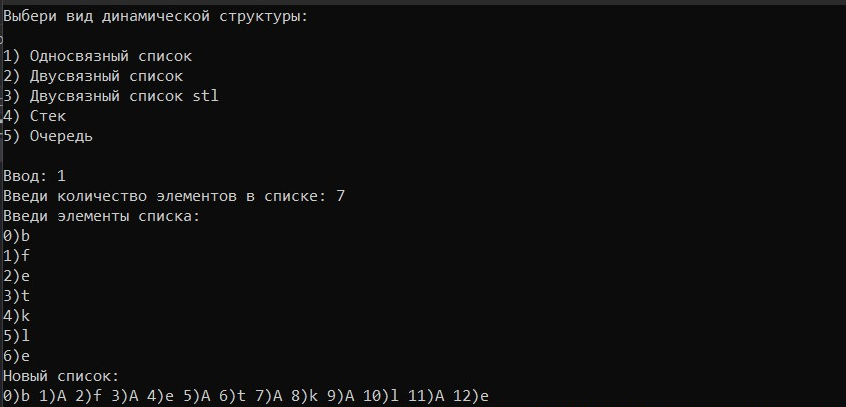 Выбери вид динамической структуры:
1) Односвязный список
2) Двусвязный список
3) Двусвязный список stl
4) Стек
5) Очередь
Ввод: 1
Введи количество элементов в списке: 7
Введи элементы списка:
0)b
1)f
2)e
3)t
4)k
5)l
6)e
Новый список:
0)b 1)A 2)f 3)A 4)e 5)A 6)t 7)A 8)k 9)A 10)l 11)A 12)e